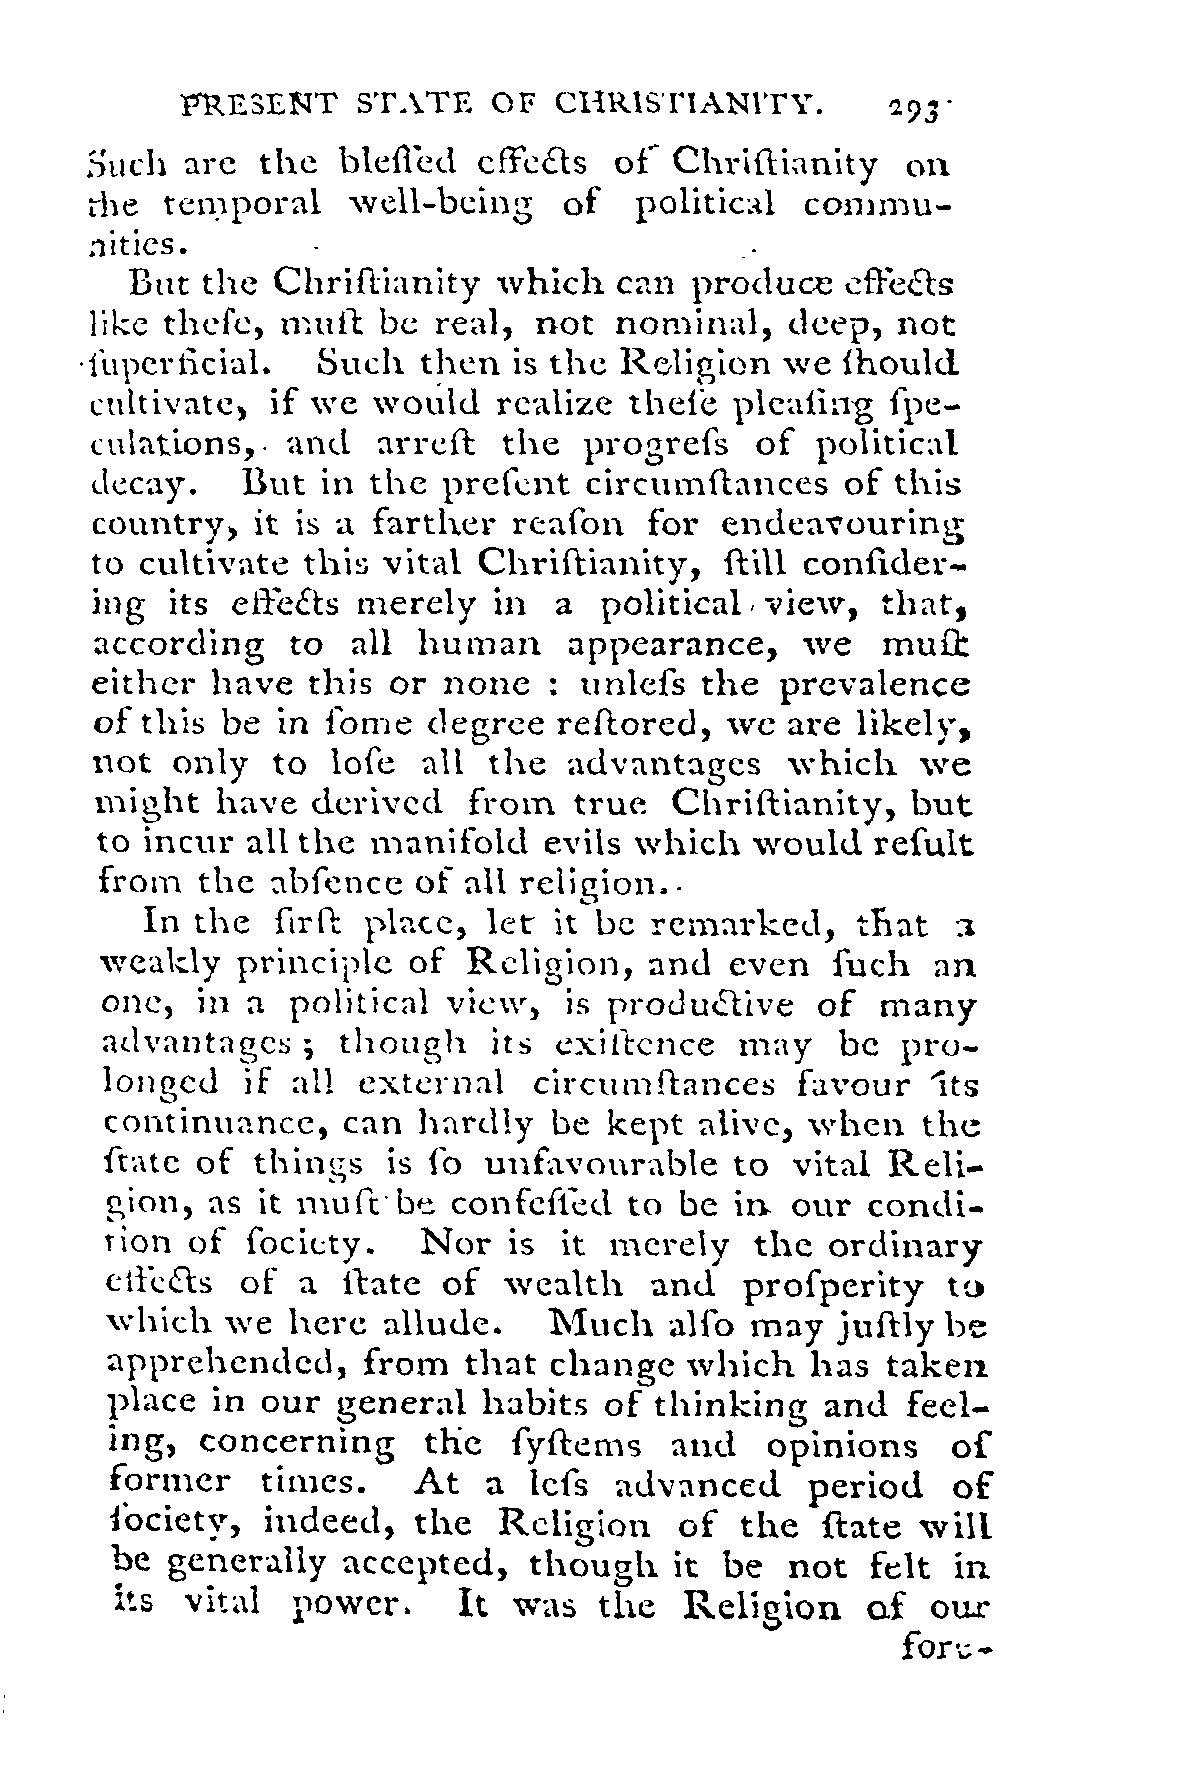 PRESENT STATE OF CHRISTIANITY. 293
Such are the bleſſed effects of Chriſtianity on
the temporal well-being of political commu-
nities.
But the Chriſtianity which can produce effects
like theſe, muſt be real, not nominal, deep, not
ſuperficial. Such then is the Religion we ſhould
cultivate, if we would realize theſe pleaſing ſpe-
culations, and arreſt the progreſs of political
decay. But in the preſent circumſtances of this
country, it is a farther reaſon for endeavouring
to cultivate this vital Chriſtianity, ſtill conſider-
ing its effects merely in a political view, that,
according to all human appearance, we muſt
either have this or none : unleſs the prevalence
of this be in ſome degree reſtored, we are likely,
not only to loſe all the advantages which we
might have derived from true Chriſtianity, but
to incur all the manifold evils which would reſult
from the abſence of all religion.
In the firſt place, let it be remarked, that a
weakly principle of Religion, and even ſuch an
one, in a political view, is productive of many
advantages ; though its exiſtence may be pro-
longed if all external circumſtances favour its
continuance, can hardly be kept alive, when the
ſtate of things is ſo unfavourable to vital Reli-
gion, as it muſt be confeſſed to be in our condi-
tion of ſociety. Nor is it merely the ordinary
effects of a ſtate of wealth and proſperity to
which we here allude. Much alſo may juſtly be
apprehended, from that change which has taken
place in our general habits of thinking and feel-
ing, concerning the ſyſtems and opinions of
former times. At a leſs advanced period of
ſociety, indeed, the Religion of the ſtate will
be generally accepted, though it be not felt in
its vital power. It was the Religion of our
fore-